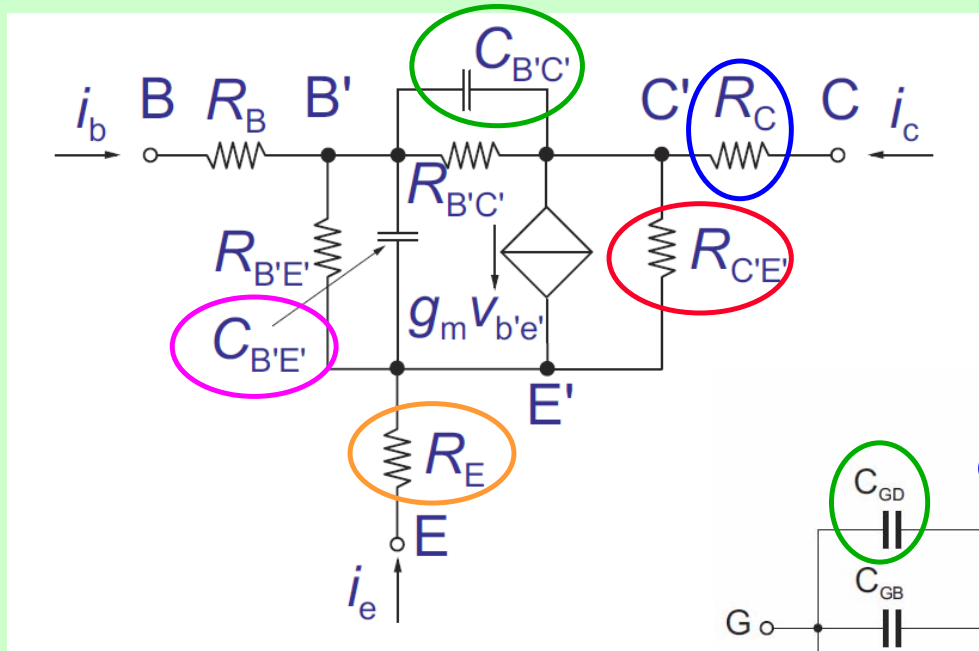 C_B'C'
i_b B R_B B' C' R_C C i_c
R_B'C'
R_B'E' R_C'E'
g_m v_b'e'
C_B'E'
E'
R_E
E
i_e
C_GD
C_GB
G